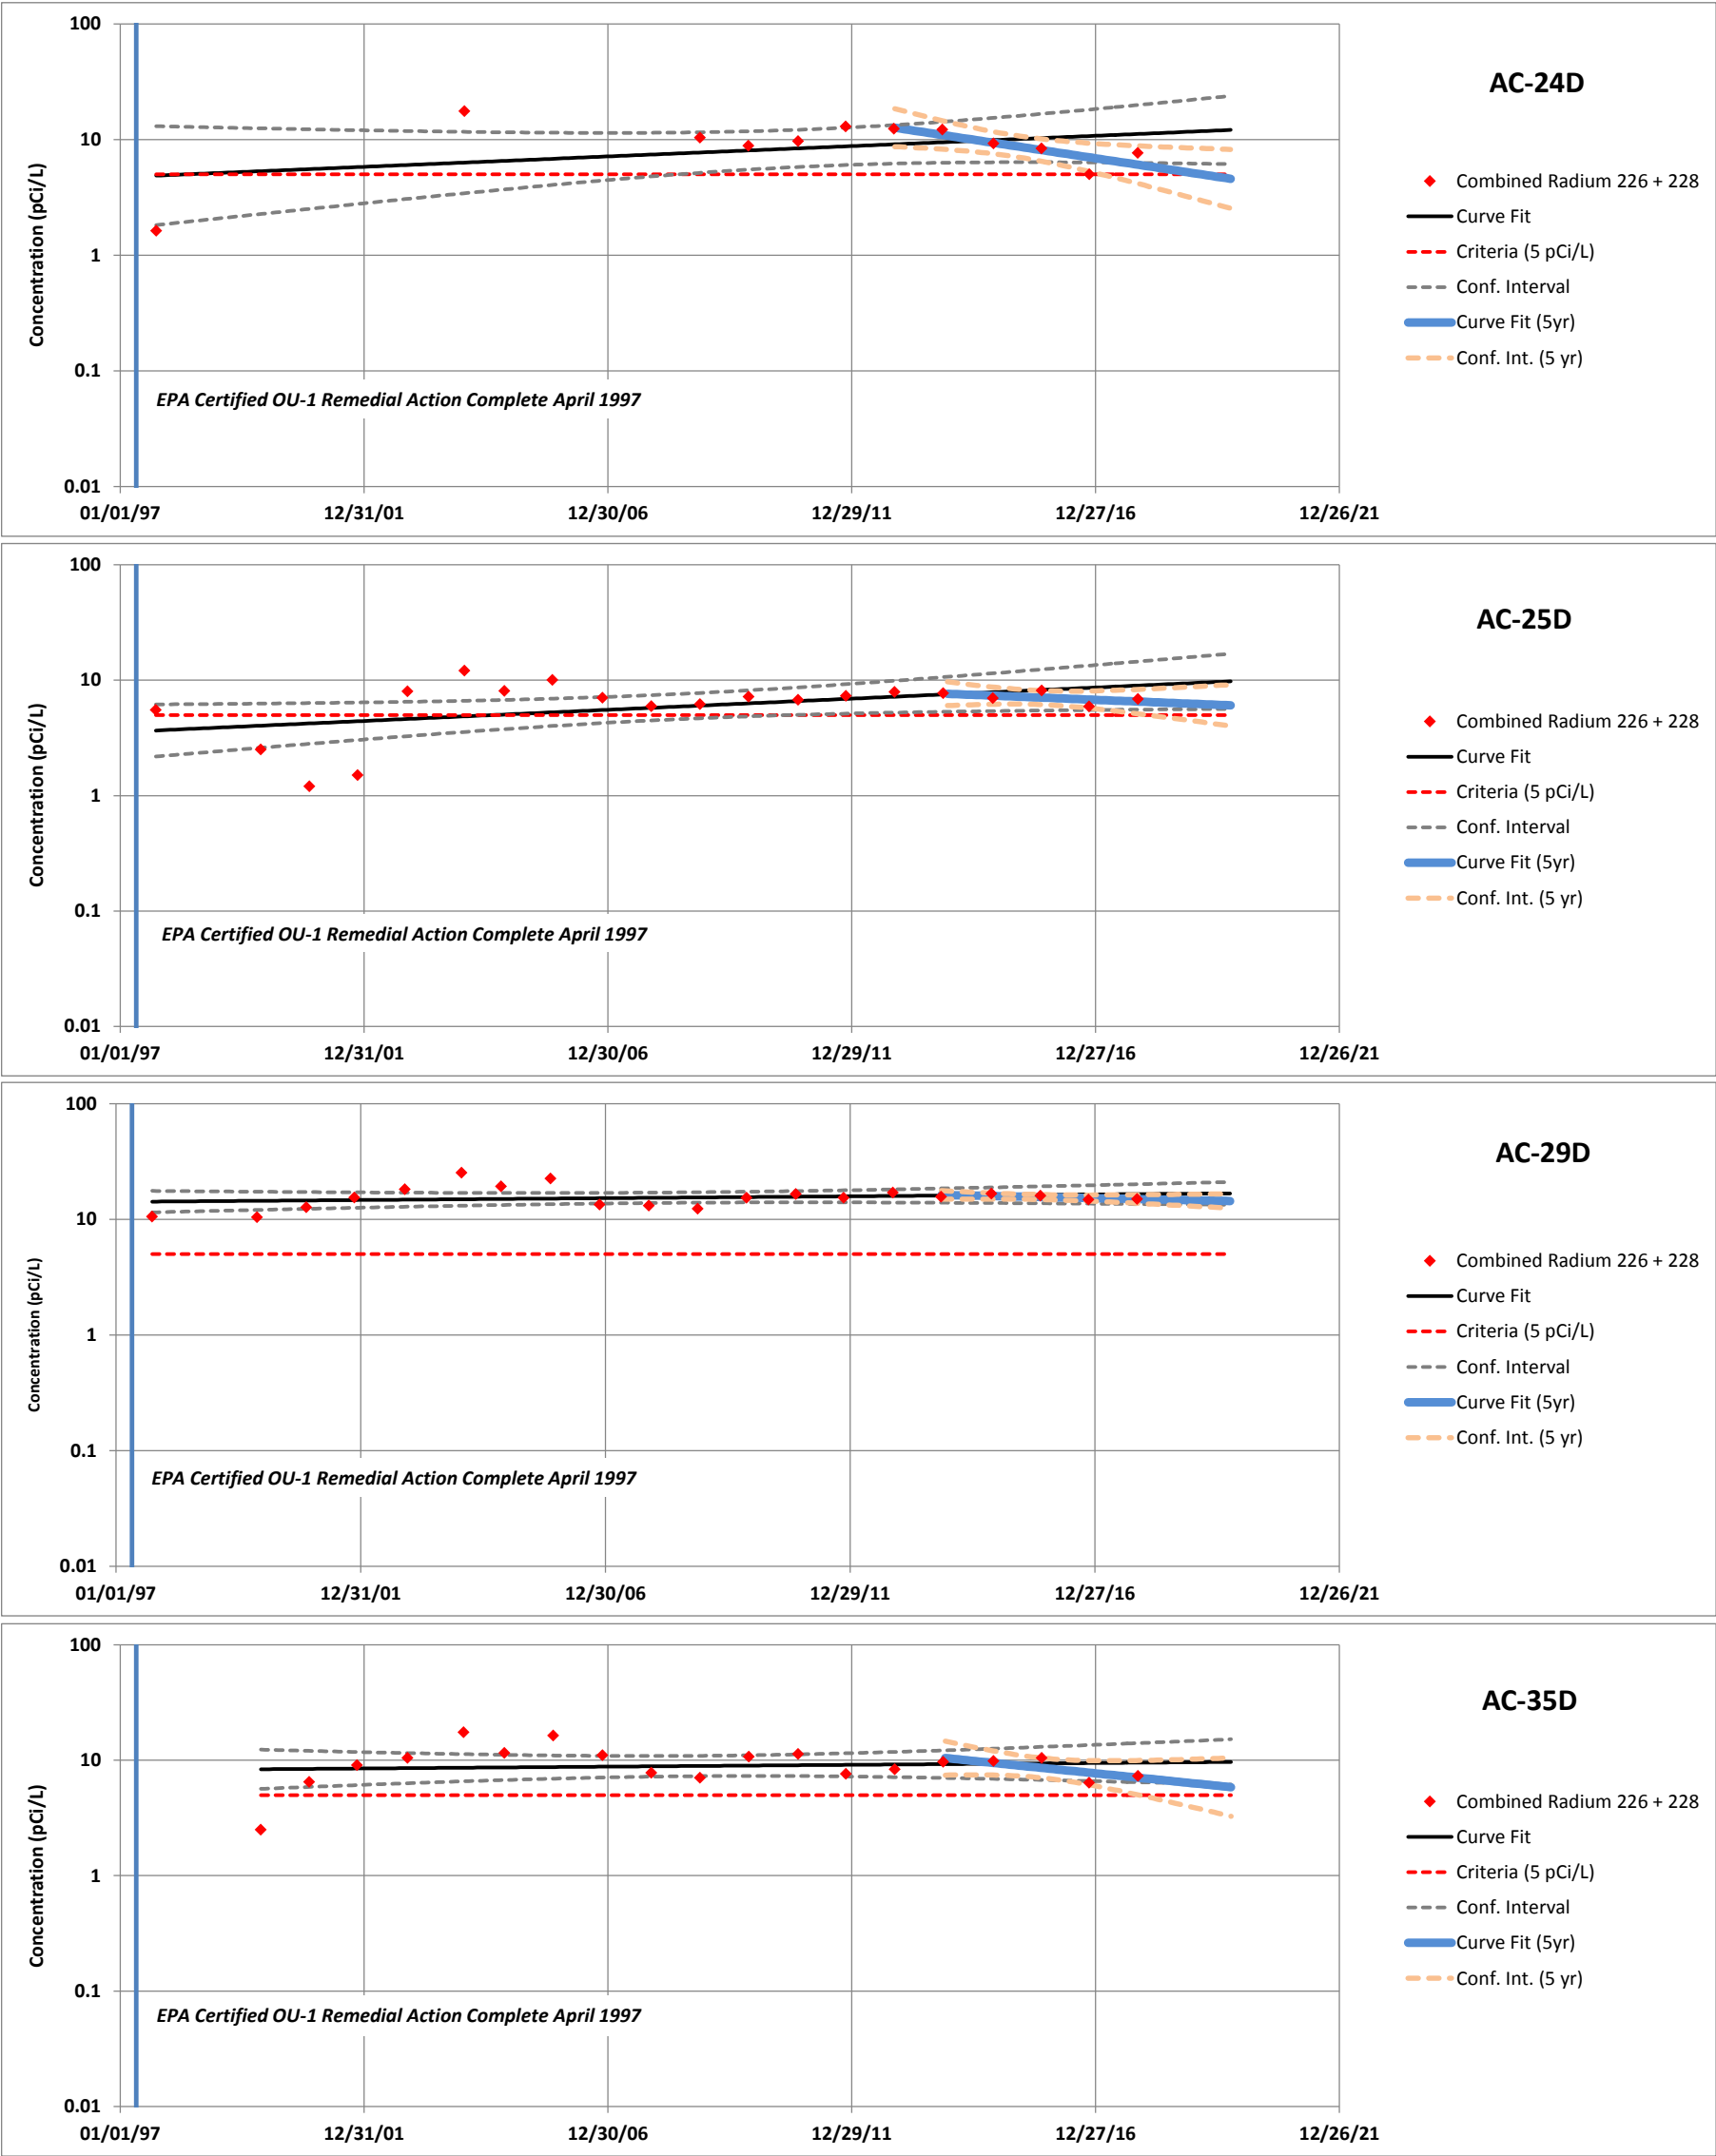 AC-24D
Concentration (pCi/L)
100
10
1
0.1
0.01
EPA Certified OU-1 Remedial Action Complete April 1997
01/01/97 12/31/01 12/30/06 12/29/11 12/27/16 12/26/21
Combined Radium 226 + 228
Curve Fit
Criteria (5 pCi/L)
Conf. Interval
Curve Fit (5yr)
Conf. Int. (5 yr)
AC-25D
Concentration (pCi/L)
100
10
1
0.1
0.01
EPA Certified OU-1 Remedial Action Complete April 1997
01/01/97 12/31/01 12/30/06 12/29/11 12/27/16 12/26/21
Combined Radium 226 + 228
Curve Fit
Criteria (5 pCi/L)
Conf. Interval
Curve Fit (5yr)
Conf. Int. (5 yr)
AC-29D
Concentration (pCi/L)
100
10
1
0.1
0.01
EPA Certified OU-1 Remedial Action Complete April 1997
01/01/97 12/31/01 12/30/06 12/29/11 12/27/16 12/26/21
Combined Radium 226 + 228
Curve Fit
Criteria (5 pCi/L)
Conf. Interval
Curve Fit (5yr)
Conf. Int. (5 yr)
AC-35D
Concentration (pCi/L)
100
10
1
0.1
0.01
EPA Certified OU-1 Remedial Action Complete April 1997
01/01/97 12/31/01 12/30/06 12/29/11 12/27/16 12/26/21
Combined Radium 226 + 228
Curve Fit
Criteria (5 pCi/L)
Conf. Interval
Curve Fit (5yr)
Conf. Int. (5 yr)